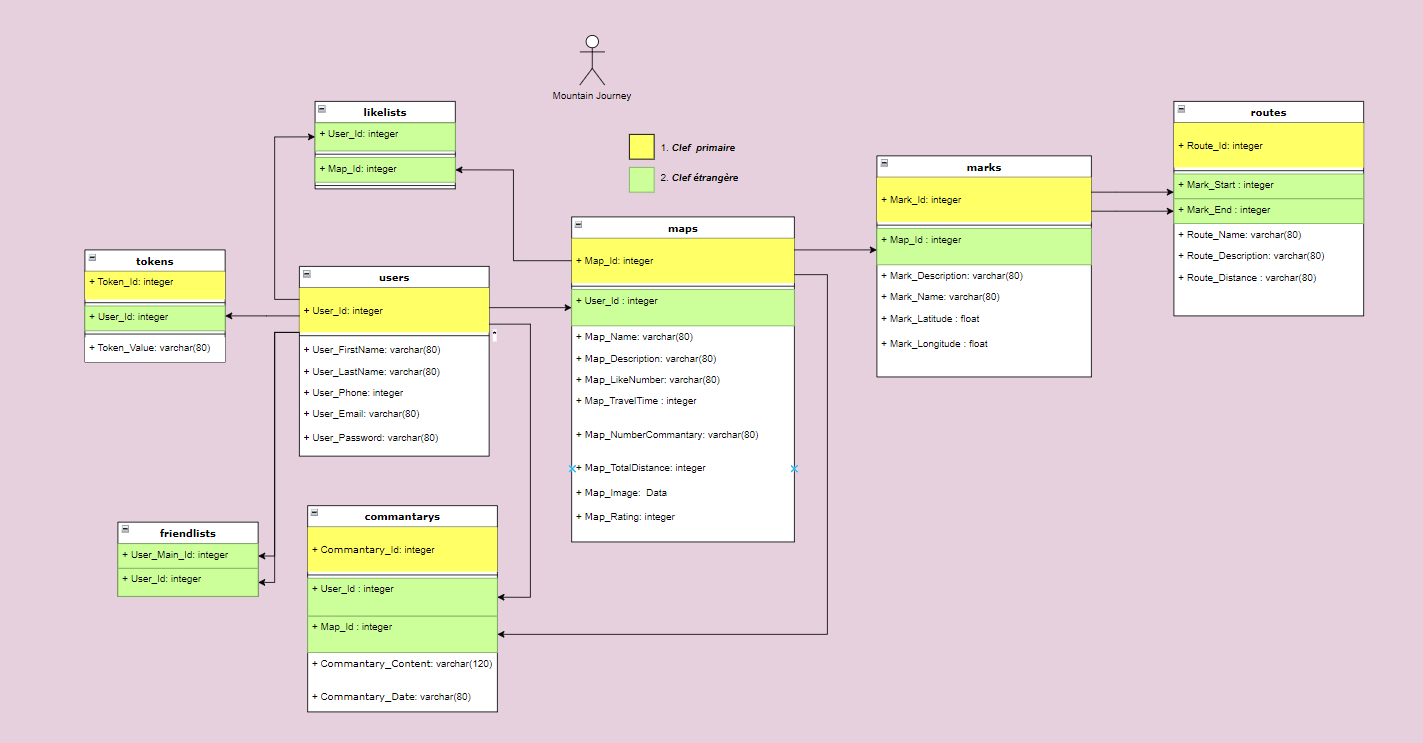 Mountain Journey
1. Clef primaire
2. Clef étrangère
likelists
+ User_Id: integer
+ Map_Id: integer
tokens
+ Token_Id: integer
+ User_Id: integer
+ Token_Value: varchar(80)
users
+ User_Id: integer
+ User_FirstName: varchar(80)
+ User_LastName: varchar(80)
+ User_Phone: integer
+ User_Email: varchar(80)
+ User_Password: varchar(80)
friendlists
+ User_Main_Id: integer
+ User_Id: integer
commantarys
+ Commantary_Id: integer
+ User_Id : integer
+ Map_Id : integer
+ Commantary_Content: varchar(120)
+ Commantary_Date: varchar(80)
maps
+ Map_Id: integer
+ User_Id : integer
+ Map_Name: varchar(80)
+ Map_Description: varchar(80)
+ Map_LikeNumber: varchar(80)
+ Map_TravelTime : integer
+ Map_NumberCommantary: varchar(80)
+ Map_TotalDistance: integer
+ Map_Image: Data
+ Map_Rating: integer
marks
+ Mark_Id: integer
+ Map_Id : integer
+ Mark_Description: varchar(80)
+ Mark_Name: varchar(80)
+ Mark_Latitude : float
+ Mark_Longitude : float
routes
+ Route_Id: integer
+ Mark_Start : integer
+ Mark_End : integer
+ Route_Name: varchar(80)
+ Route_Description: varchar(80)
+ Route_Distance : varchar(80)